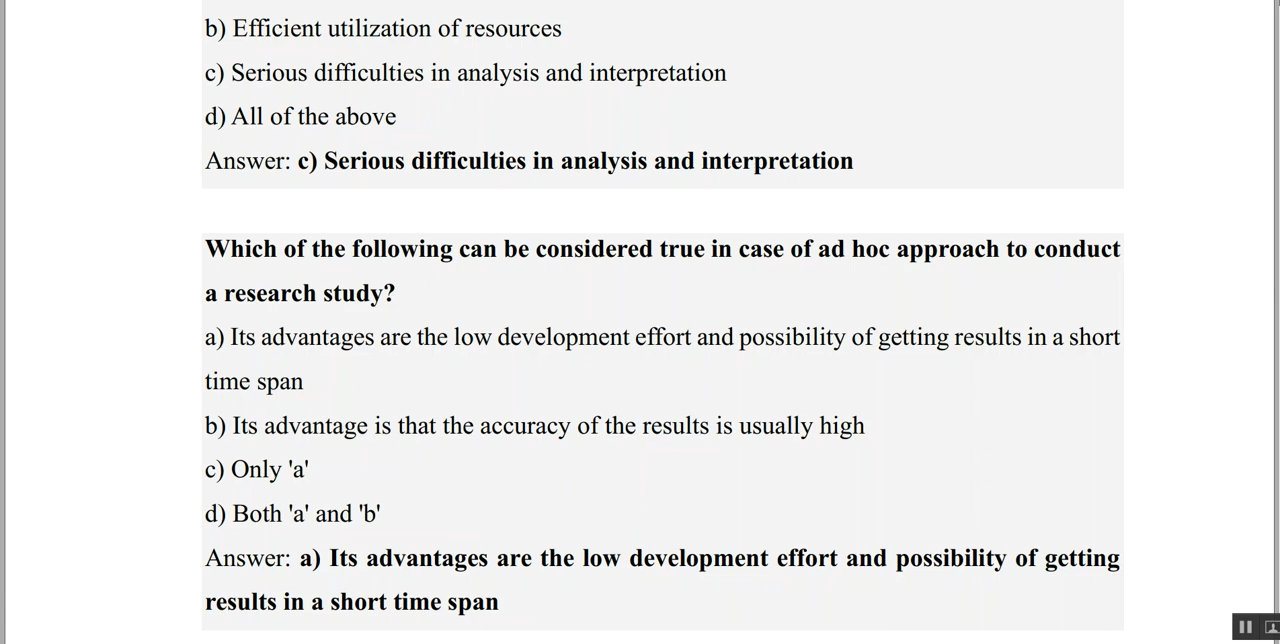 b) Efficient utilization of resources
c) Serious difficulties in analysis and interpretation
d) All of the above
Answer: c) Serious difficulties in analysis and interpretation
Which of the following can be considered true in case of ad hoc approach to conduct
a research study?
a) Its advantages are the low development effort and possibility of getting results in a short
time span
b) Its advantage is that the accuracy of the results is usually high
c) Only 'a'
d) Both 'a' and 'b'
Answer: a) Its advantages are the low development effort and possibility of getting
results in a short time span